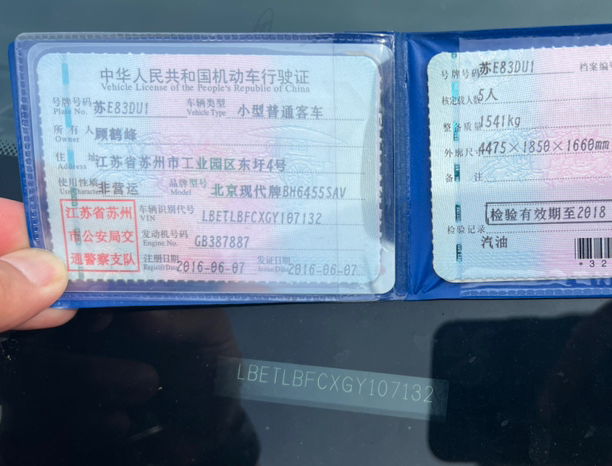 中华人民共和国机动车行驶证
Vehicle License of the People's Republic of China
号牌号码 苏E83DU1 车辆类型 小型普通客车
Plate No. Vehicle Type
所有人 顾鹤峰
Owner
住址 江苏省苏州市工业园区东圩4号
Address
使用性质 非营运 品牌型号 北京现代牌BH6455SAV
Use Character Model
江苏省苏州
市公安局交
通警察支队
车辆识别代号 LBETLBFCXGY107132
VIN
发动机号码 GB387887
Engine No.
注册日期 2016-06-07 发证日期 2016-06-07
Register Date Issue Date
号牌号码 苏E83DU1 档案编号
核定载人数 5人
整备质量 1541kg
外廓尺寸 4475×1850×1660mm
备注
检验有效期至2018
检验记录
汽油
*32
LBETLBFCXGY107132